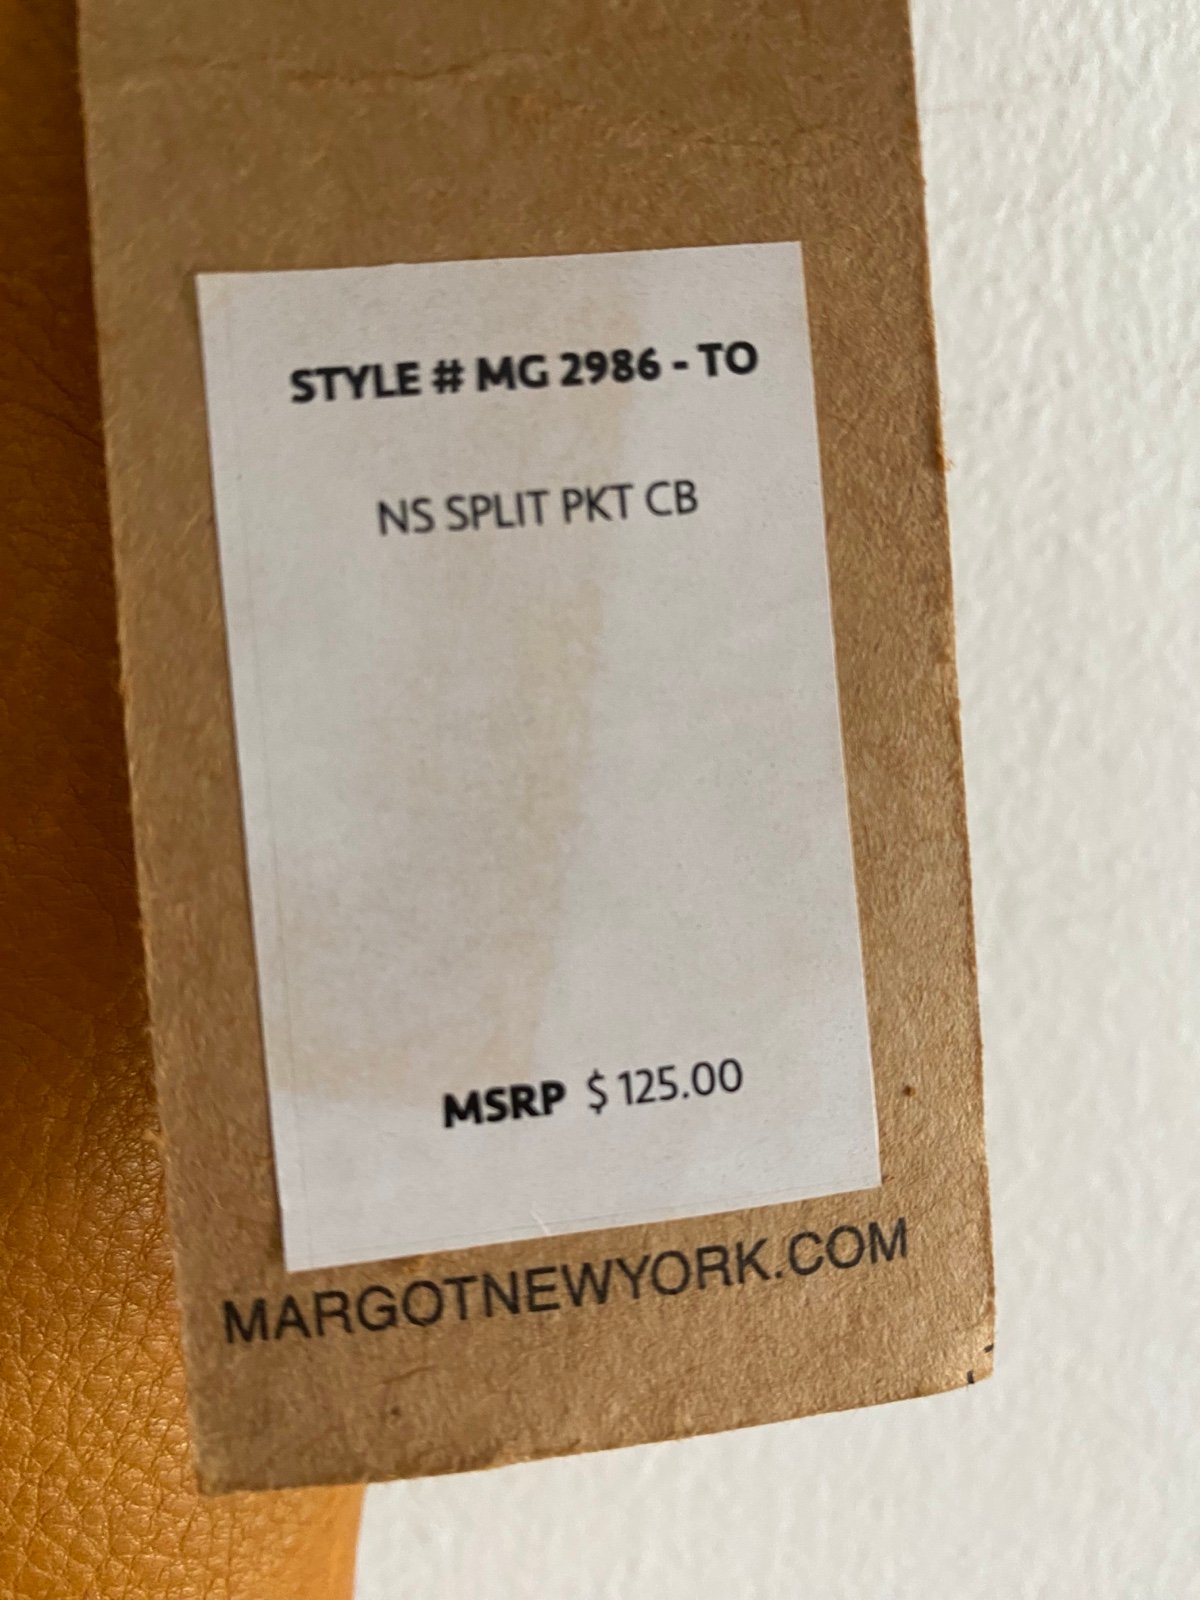 STYLE # MG 2986 - TO
NS SPLIT PKT CB
MSRP $ 125.00
MARGOTNEWYORK.COM